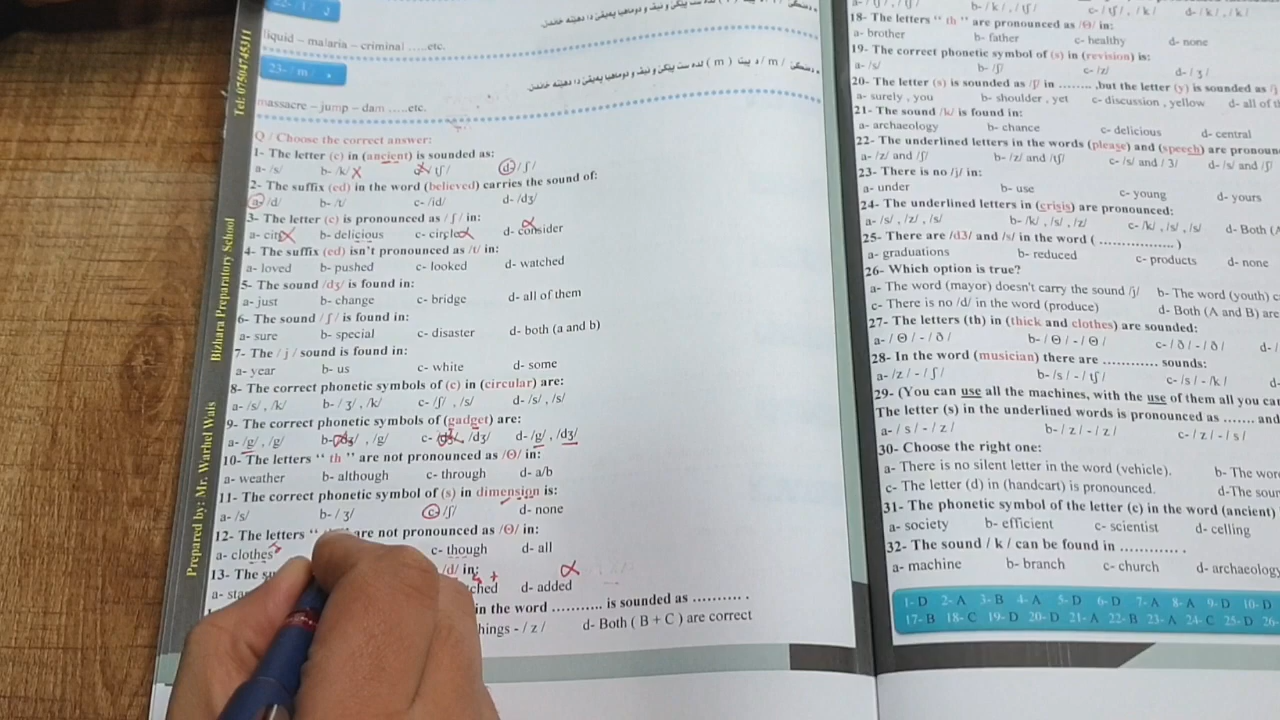 22- / l /
liquid – malaria – criminal .....etc.
23- / m /
massacre – jump – dam .....etc.
Q / Choose the correct answer:
1- The letter (c) in (ancient) is sounded as:
a- /s/ b- /k/ c- /tʃ/ d- /ʃ/
2- The suffix (ed) in the word (believed) carries the sound of:
a- /d/ b- /t/ c- /id/ d- /dʒ/
3- The letter (c) is pronounced as / ʃ / in:
b- delicious c- circle d- consider
4- The suffix (ed) isn't pronounced as /t/ in:
a- loved b- pushed c- looked d- watched
5- The sound /dʒ/ is found in:
a- just b- change c- bridge d- all of them
6- The sound / ʃ / is found in:
a- sure b- special c- disaster d- both (a and b)
7- The / j / sound is found in:
a- year b- us c- white d- some
8- The correct phonetic symbols of (c) in (circular) are:
a- /s/ , /k/ b- / ʒ / , /k/ c- /ʃ/ , /s/ d- /s/ , /s/
9- The correct phonetic symbols of (gadget) are:
a- /g/ , /g/ b- /dʒ/ , /g/ c- /dʒ/ , /dʒ/ d- /g/ , /dʒ/
10- The letters “ th ” are not pronounced as /Θ/ in:
a- weather b- although c- through d- a/b
11- The correct phonetic symbol of (s) in dimension is:
a- /s/ b- / ʒ / c- /ʃ/ d- none
12- The letters “ are not pronounced as /Θ/ in:
a- clothes c- though d- all
13- The /d/ in:
d- added
in the word .......... is sounded as .......... .
- / z / d- Both ( B + C ) are correct
Tel: 07504745311
Bizhara Preparatory School
Prepared by: Mr. Warhel Wais
b- / k / , / tʃ / c- / tʃ / , / k / d- / k / , / k /
18- The letters “ th ” are pronounced as /Θ/ in:
a- brother b- father c- healthy d- none
19- The correct phonetic symbol of (s) in (revision) is:
a- /s/ b- /ʃ/ c- /z/ d- / ʒ /
20- The letter (s) is sounded as /ʃ/ in ........ ,but the letter (y) is sounded as
a- surely , you b- shoulder , yet c- discussion , yellow d- all of
21- The sound /k/ is found in:
a- archaeology b- chance c- delicious d- central
22- The underlined letters in the words (please) and (speech) are
a- /z/ and /ʃ/ b- /z/ and /tʃ/ c- /s/ and / ʒ/ d- /s/ and /ʃ/
23- There is no /j/ in:
a- under b- use c- young d- yours
24- The underlined letters in (crisis) are pronounced:
a- /s/ , /z/ , /s/ b- /k/ , /s/ , /z/ c- /k/ , /s/ , /s/ d- Both
25- There are /d3/ and /s/ in the word ( ................ )
a- graduations b- reduced c- products d- none
26- Which option is true?
a- The word (mayor) doesn't carry the sound /j/ b- The word (youth)
c- There is no /d/ in the word (produce) d- Both (A and B) are
27- The letters (th) in (thick and clothes) are sounded:
a- / Θ / - / ð / b- / Θ / - / Θ / c- / ð / - / ð / d-
28- In the word (musician) there are ............ sounds:
a- /z / - / ʃ / b- /s / - / tʃ / c- /s / - /k / d-
29- (You can use all the machines, with the use of them all you
The letter (s) in the underlined words is pronounced as .......
a- / s / - / z / b- / z / - / z / c- / z / - / s /
30- Choose the right one:
a- There is no silent letter in the word (vehicle). b- The
c- The letter (d) in (handcart) is pronounced. d-The
31- The phonetic symbol of the letter (c) in the word (ancient)
a- society b- efficient c- scientist d- celling
32- The sound / k / can be found in ............ .
a- machine b- branch c- church d- archaeology
1- D 2- A 3- B 4- A 5- D 6- D 7- A 8- A 9- D 10- D
17- B 18- C 19- D 20- D 21- A 22- B 23- A 24- C 25- D 26-